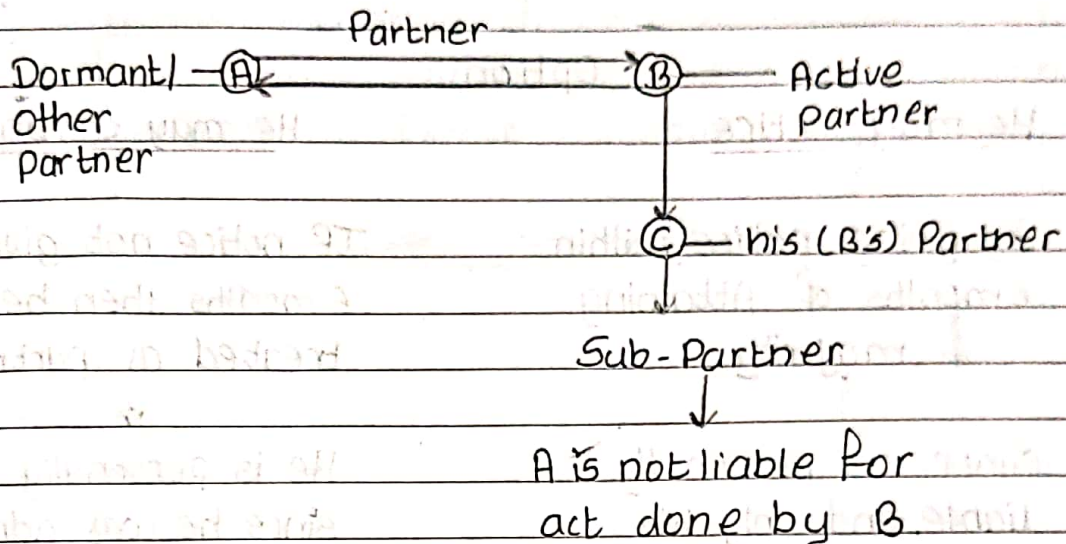 Partner
Dormant/ A B Active
other partner
partner
C his (B's) Partner
Sub-Partner
A is not liable for
act done by B